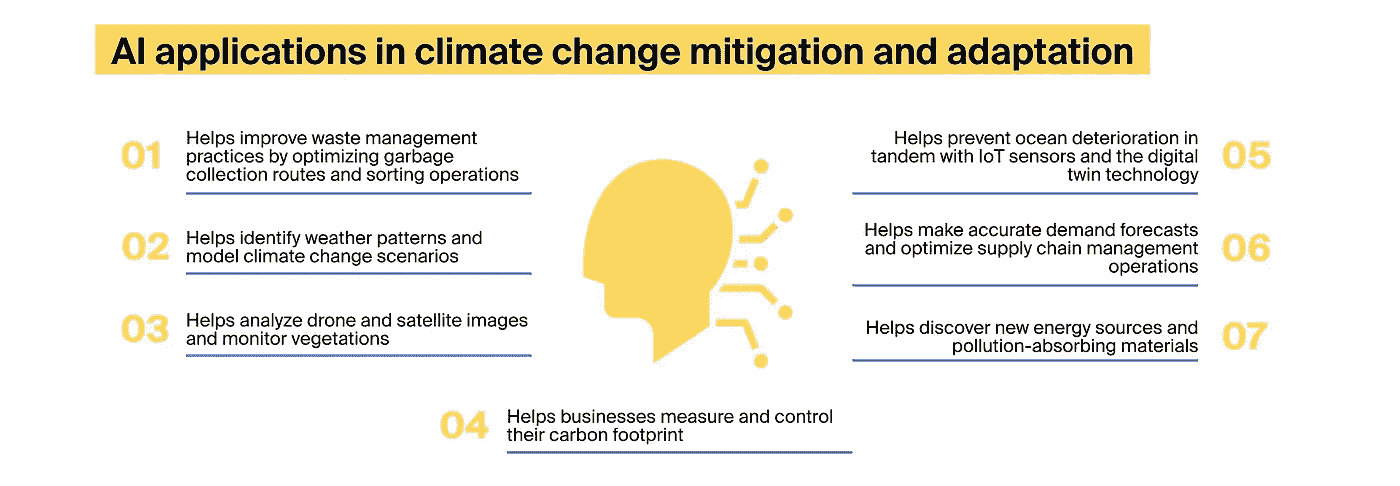 AI applications in climate change mitigation and adaptation
01
Helps improve waste management
practices by optimizing garbage
collection routes and sorting operations
02
Helps identify weather patterns and
model climate change scenarios
03
Helps analyze drone and satellite images
and monitor vegetations
04
Helps businesses measure and control
their carbon footprint
05
Helps prevent ocean deterioration in
tandem with IoT sensors and the digital
twin technology
06
Helps make accurate demand forecasts
and optimize supply chain management
operations
07
Helps discover new energy sources and
pollution-absorbing materials